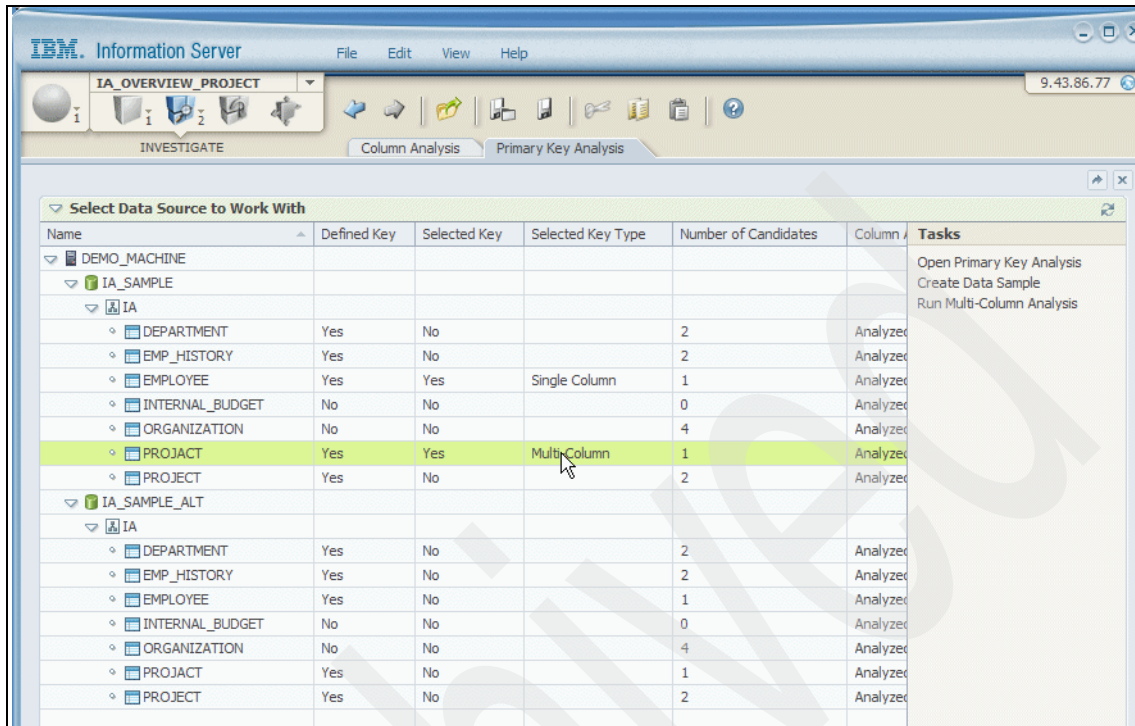 IBM. Information Server File Edit View Help
IA_OVERVIEW_PROJECT 9.43.86.77
1 1 2
INVESTIGATE Column Analysis Primary Key Analysis
Select Data Source to Work With
Name Defined Key Selected Key Selected Key Type Number of Candidates Column A Tasks
DEMO_MACHINE Open Primary Key Analysis
IA_SAMPLE Create Data Sample
IA Run Multi-Column Analysis
DEPARTMENT Yes No 2 Analyzed
EMP_HISTORY Yes No 2 Analyzed
EMPLOYEE Yes Yes Single Column 1 Analyzed
INTERNAL_BUDGET No No 0 Analyzed
ORGANIZATION No No 4 Analyzed
PROJACT Yes Yes Multi-Column 1 Analyzed
PROJECT Yes No 2 Analyzed
IA_SAMPLE_ALT
IA
DEPARTMENT Yes No 2 Analyzed
EMP_HISTORY Yes No 2 Analyzed
EMPLOYEE Yes No 1 Analyzed
INTERNAL_BUDGET No No 0 Analyzed
ORGANIZATION No No 4 Analyzed
PROJACT Yes No 1 Analyzed
PROJECT Yes No 2 Analyzed